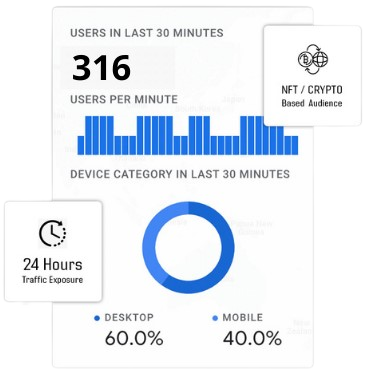 USERS IN LAST 30 MINUTES
316
NFT / CRYPTO
Based Audience
USERS PER MINUTE
DEVICE CATEGORY IN LAST 30 MINUTES
24 Hours
Traffic Exposure
DESKTOP
60.0%
MOBILE
40.0%